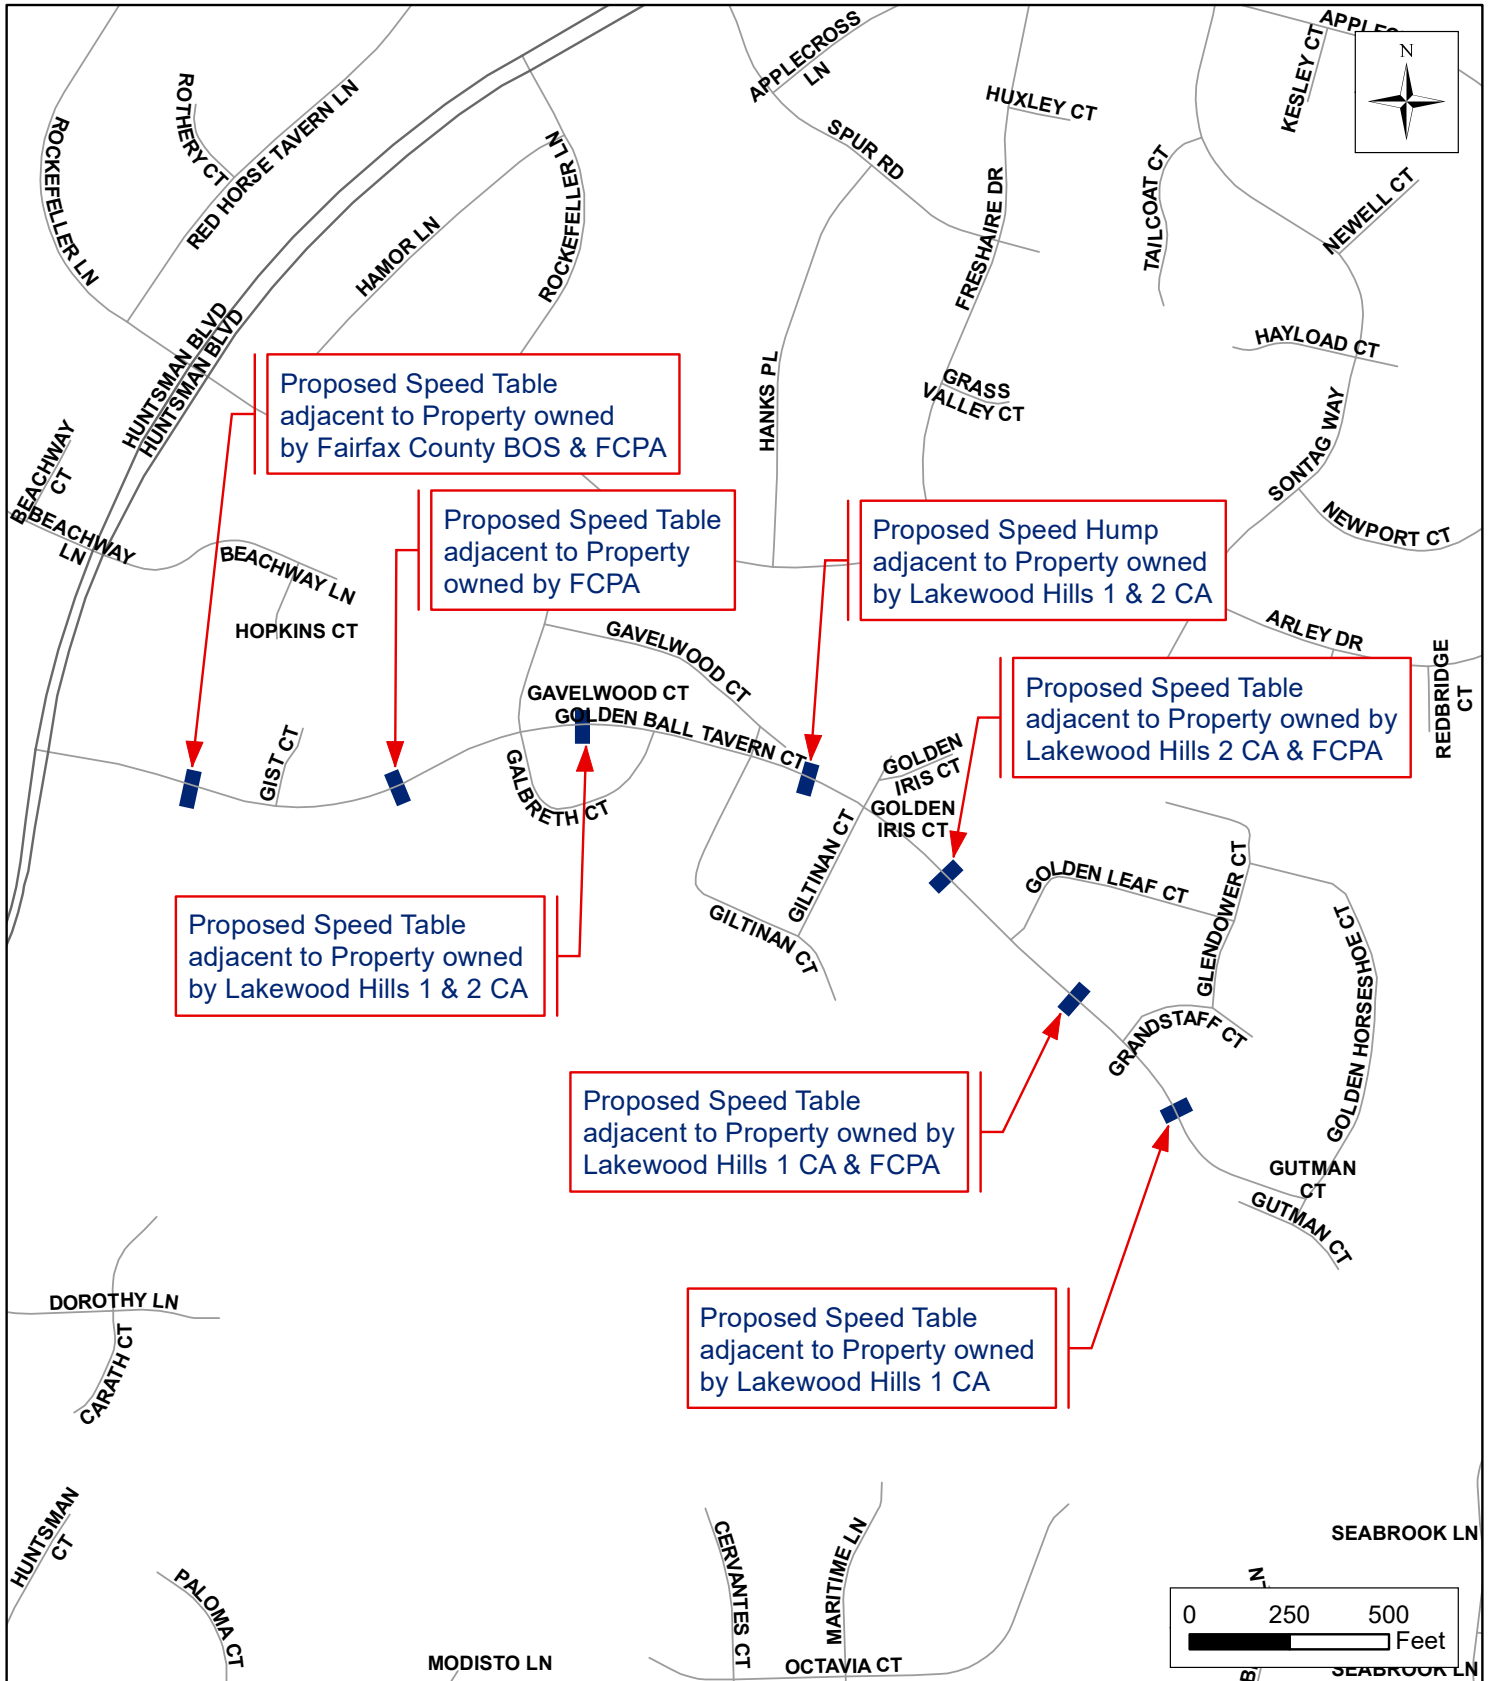 APPLECROSS
LN
KESLEY CT
N
ROTHERY CT
RED HORSE TAVERN LN
ROCKEFELLER LN
HUXLEY CT
SPUR RD
ROCKEFELLER LN
TAILCOAT CT
NEWELL CT
HAMOR LN
FRESHAIRE DR
HUNTSMAN BLVD
HUNTSMAN BLVD
HAYLOAD CT
Proposed Speed Table
adjacent to Property owned
by Fairfax County BOS & FCPA
HANKS PL
GRASS
VALLEY CT
SONTAG WAY
BEACHWAY
CT
BEACHWAY
LN
BEACHWAY LN
HOPKINS CT
Proposed Speed Table
adjacent to Property
owned by FCPA
Proposed Speed Hump
adjacent to Property owned
by Lakewood Hills 1 & 2 CA
NEWPORT CT
ARLEY DR
REDBRIDGE
CT
GAVELWOOD CT
GAVELWOOD CT
GOLDEN BALL TAVERN CT
Proposed Speed Table
adjacent to Property owned by
Lakewood Hills 2 CA & FCPA
GIST CT
GALBRETH CT
GOLDEN
IRIS CT
GOLDEN
IRIS CT
GILTINAN CT
GILTINAN CT
GOLDEN LEAF CT
GLENDOWER CT
GOLDEN HORSESHOE CT
Proposed Speed Table
adjacent to Property owned
by Lakewood Hills 1 & 2 CA
GRANDSTAFF CT
Proposed Speed Table
adjacent to Property owned by
Lakewood Hills 1 CA & FCPA
GUTMAN
CT
GUTMAN CT
DOROTHY LN
CARATH CT
Proposed Speed Table
adjacent to Property owned
by Lakewood Hills 1 CA
HUNTSMAN
CT
PALOMA CT
MODISTO LN
CERVANTES CT
MARITIME LN
OCTAVIA CT
SEABROOK LN
0 250 500
Feet
SEABROOK LN